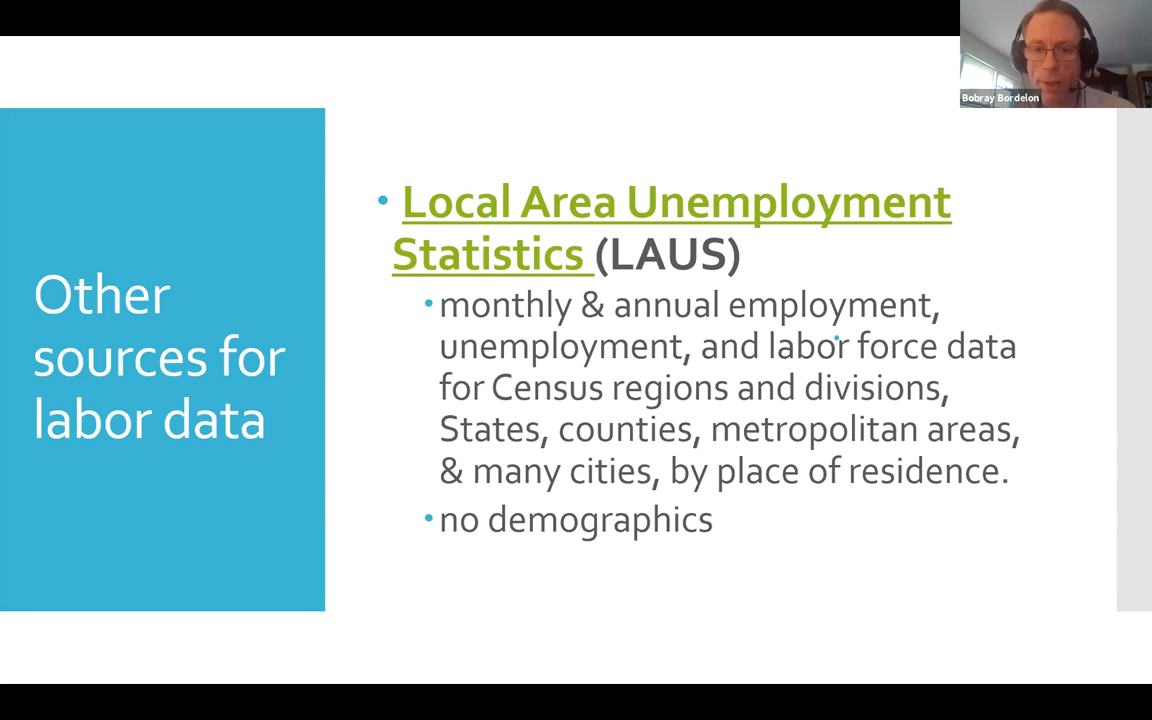 Bobray Bordelon
Other
sources for
labor data
Local Area Unemployment
Statistics (LAUS)
monthly & annual employment,
unemployment, and labor force data
for Census regions and divisions,
States, counties, metropolitan areas,
& many cities, by place of residence.
no demographics